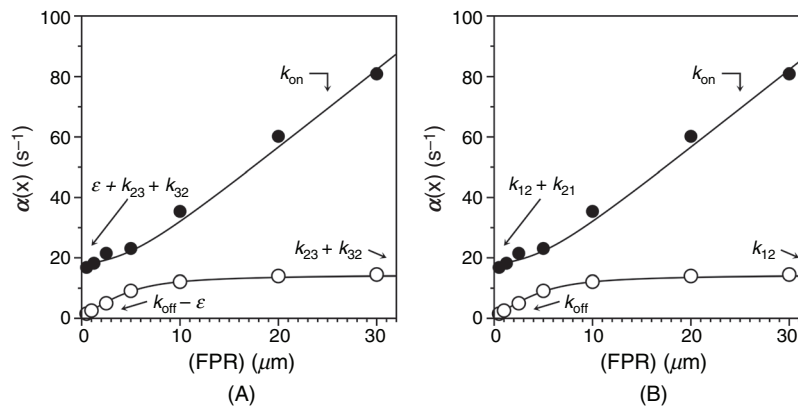 100
80
60
40
20
0
α(x) (s⁻¹)
k_on
ε + k_23 + k_32
k_23 + k_32
k_off – ε
0 10 20 30
(FPR) (μm)
(A)
100
80
60
40
20
0
α(x) (s⁻¹)
k_on
k_12 + k_21
k_12
k_off
0 10 20 30
(FPR) (μm)
(B)